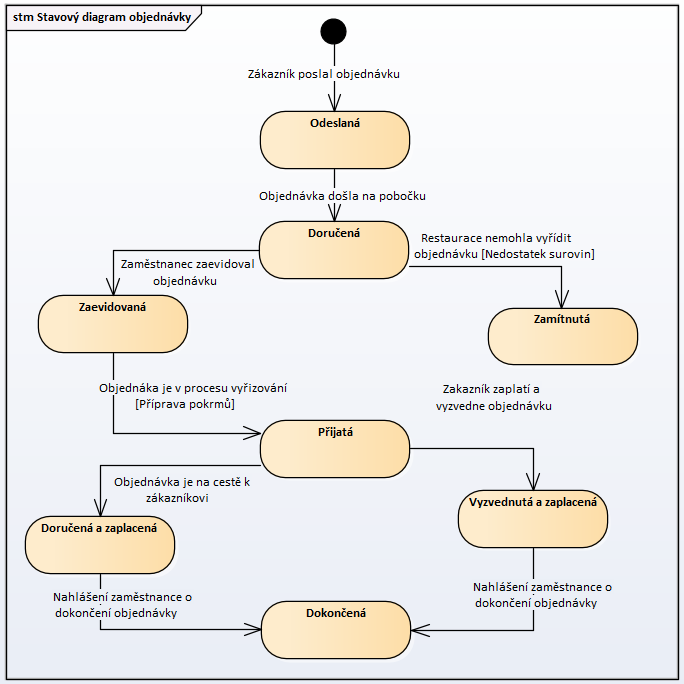 stm Stavový diagram objednávky
Zákazník poslal objednávku
Odeslaná
Objednávka došla na pobočku
Doručená
Restaurace nemohla vyřídit
objednávku [Nedostatek surovin]
Zaměstnanec zaevidoval
objednávku
Zaevidovaná
Zamítnutá
Objednáka je v procesu vyřizování
[Příprava pokrmů]
Zakazník zaplatí a
vyzvedne objednávku
Přijatá
Objednávka je na cestě k
zákazníkovi
Vyzvednutá a zaplacená
Doručená a zaplacená
Nahlášení zaměstnance o
dokončení objednávky
Nahlášení zaměstnance o
dokončení objednávky
Dokončená